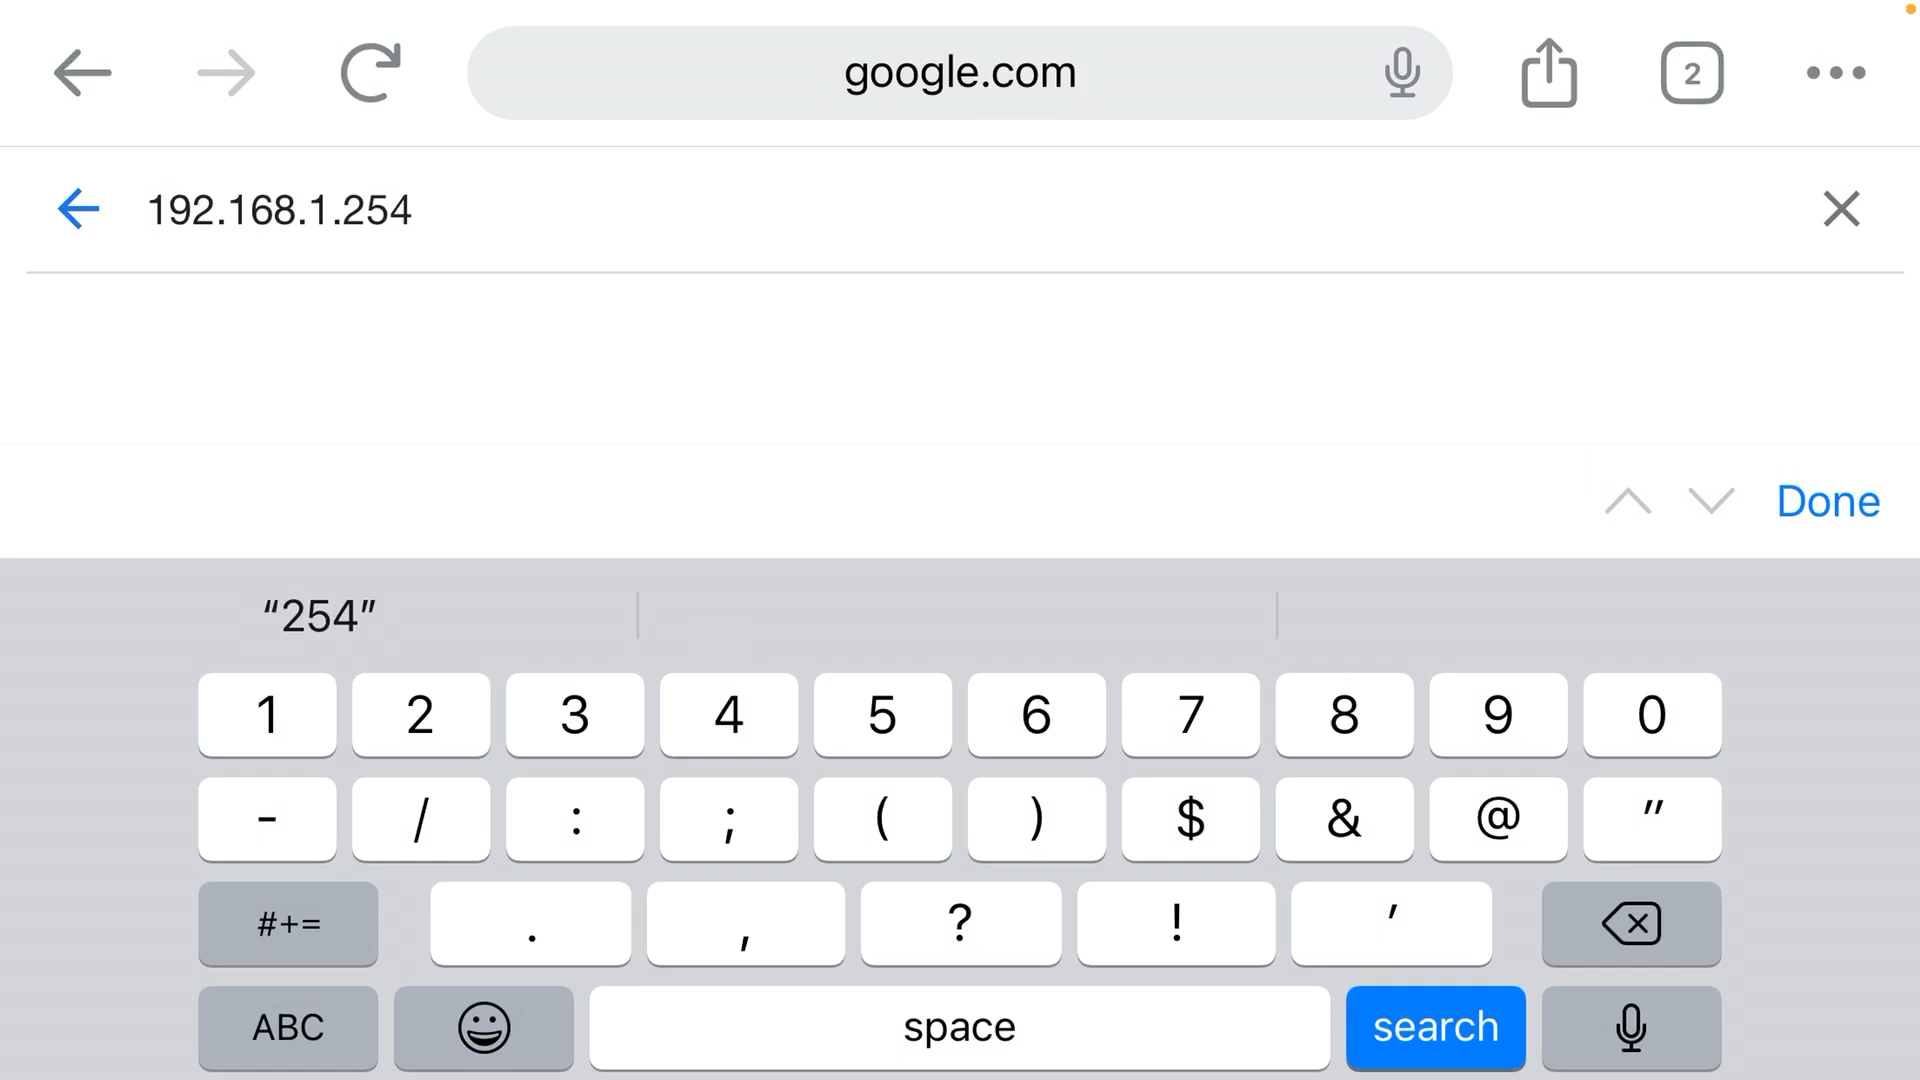 google.com
2
192.168.1.254
Done
“254”
1 2 3 4 5 6 7 8 9 0
- / : ; ( ) $ & @ "
#+= . , ? ! '
ABC space search